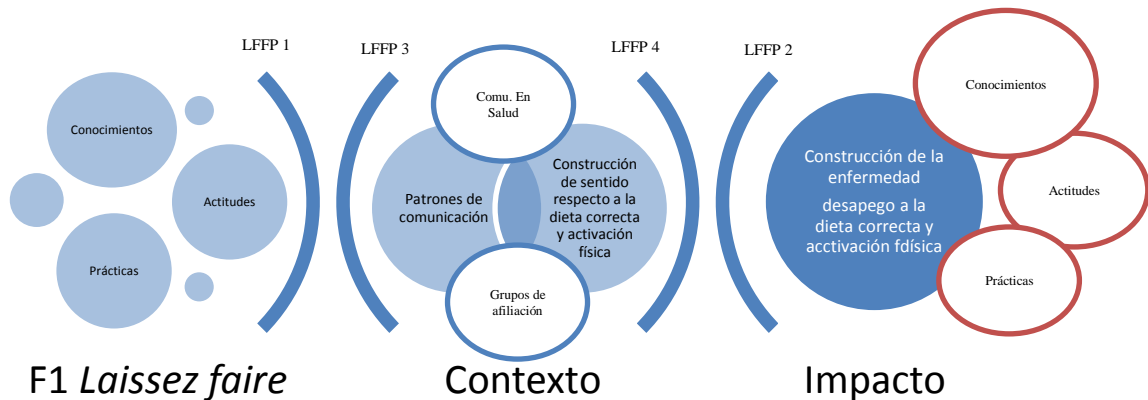 LFFP 1
LFFP 3
LFFP 4
LFFP 2
Conocimientos
Actitudes
Prácticas
Comu. En
Salud
Patrones de
comunicación
Construcción
de sentido
respecto a la
dieta correcta
y activación
física
Grupos de
afiliación
Construcción de la
enfermedad
desapego a la
dieta correcta y
acctivación fdísica
Conocimientos
Actitudes
Prácticas
F1 Laissez faire
Contexto
Impacto